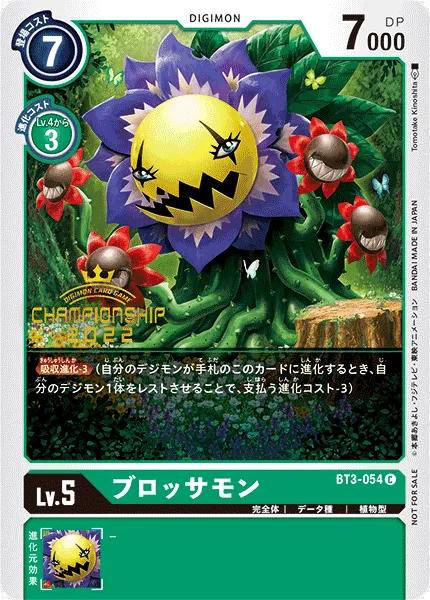 DIGIMON
登場コスト
7
7000
DP
進化コスト
Lv.4から
3
Tomotake Kinoshita
BANDAI MADE IN JAPAN
©本郷あきよし・フジテレビ・東映アニメーション
NOT FOR SALE
DIGIMON CARD GAME
CHAMPIONSHIP
2022
吸収進化-3 (自分のデジモンが手札のこのカードに進化するとき、自
分のデジモン1体をレストさせることで、支払う進化コスト-3)
BT3-054 C
Lv.5
ブロッサモン
完全体 | データ種 | 植物型
進化元効果
-